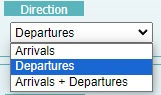 Direction
Departures
Arrivals
Departures
Arrivals + Departures